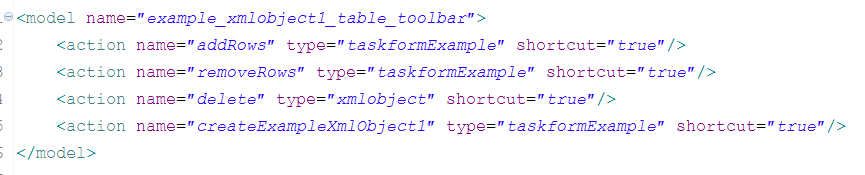 <model name="example_xmlobject1_table_toolbar">
<action name="addRows" type="taskformExample" shortcut="true"/>
<action name="removeRows" type="taskformExample" shortcut="true"/>
<action name="delete" type="xmlobject" shortcut="true"/>
<action name="createExampleXmlObject1" type="taskformExample" shortcut="true"/>
</model>